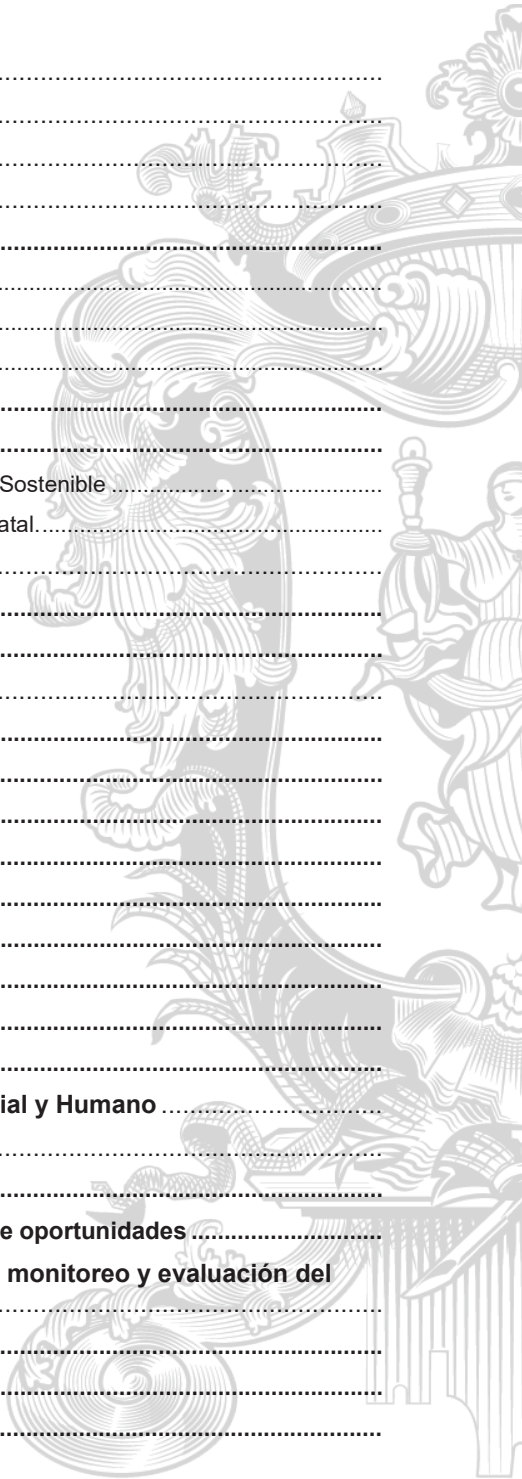 Sostenible
atal.
ial y Humano
e oportunidades
monitoreo y evaluación del